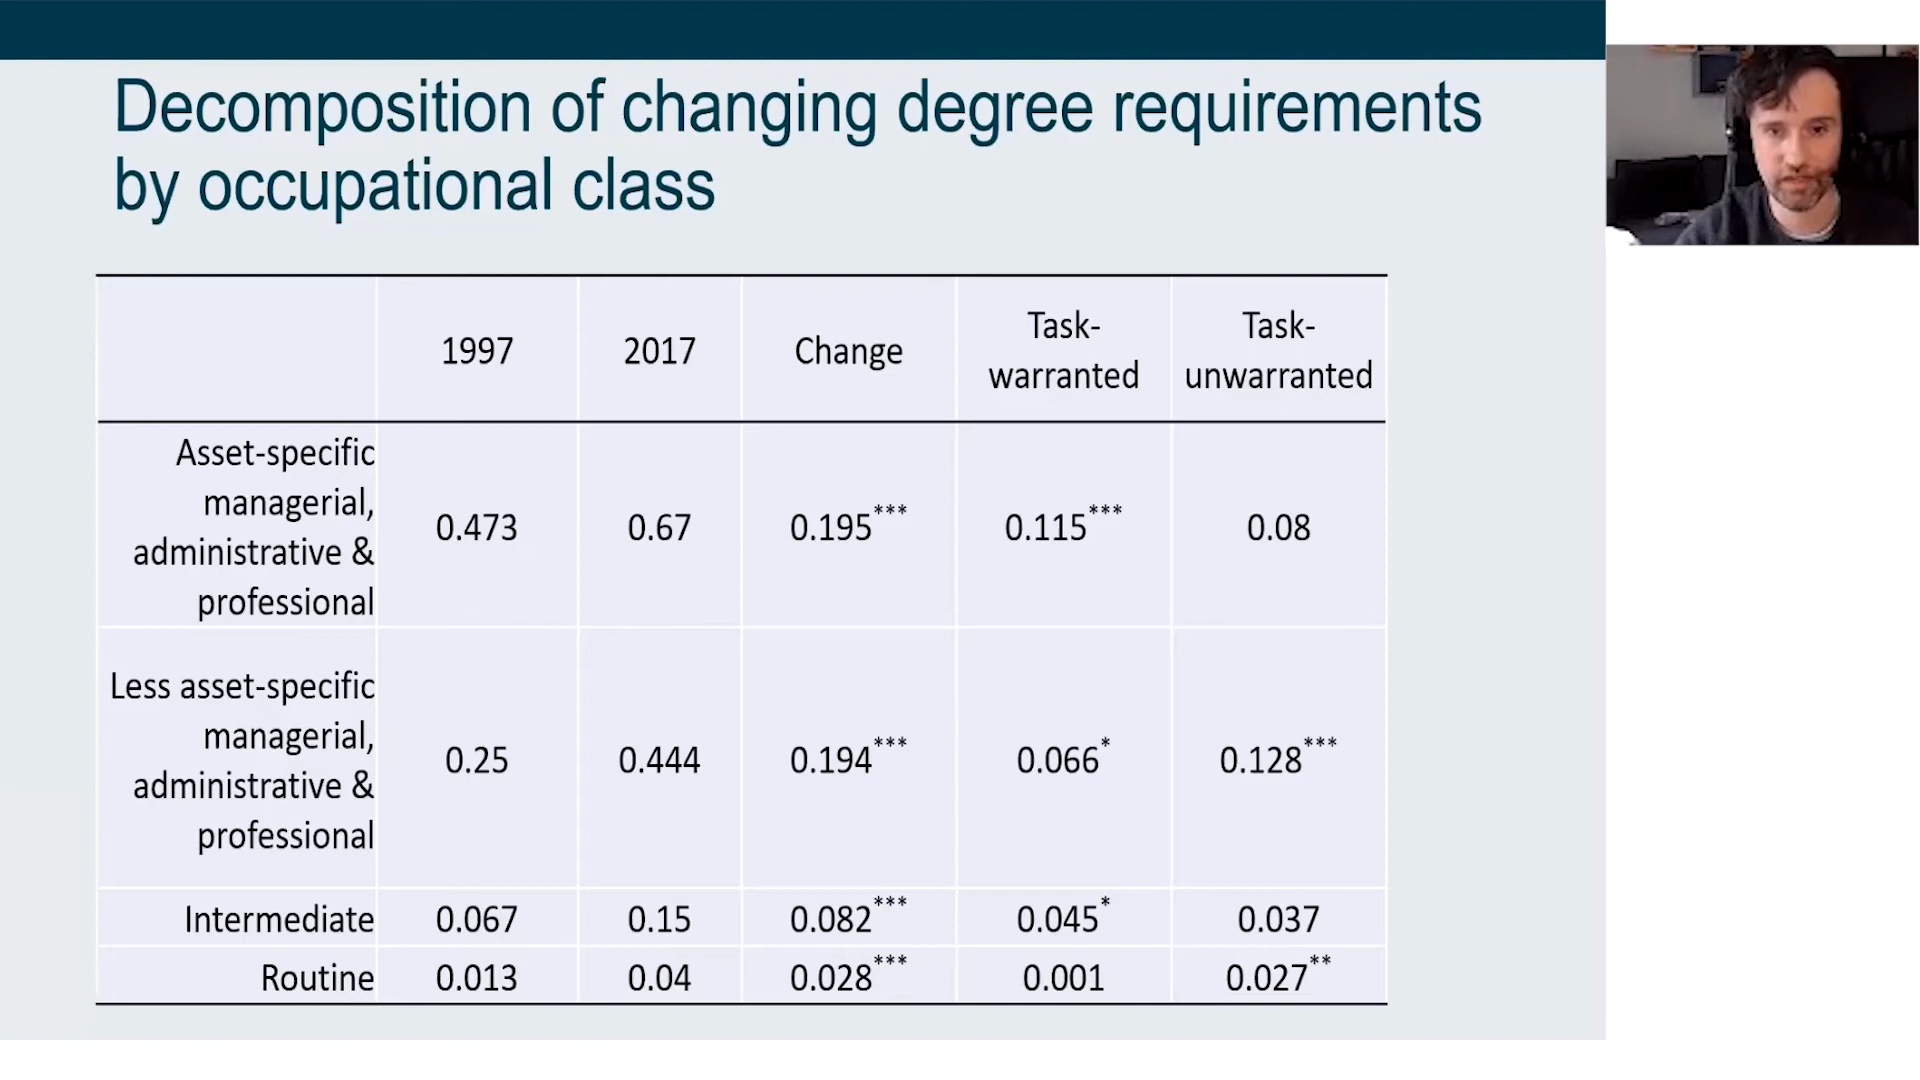 Decomposition of changing degree requirements
by occupational class
1997 2017 Change Task-warranted Task-unwarranted
Asset-specific
managerial,
administrative &
professional
0.473 0.67 0.195*** 0.115*** 0.08
Less asset-specific
managerial,
administrative &
professional
0.25 0.444 0.194*** 0.066* 0.128***
Intermediate 0.067 0.15 0.082*** 0.045* 0.037
Routine 0.013 0.04 0.028*** 0.001 0.027**